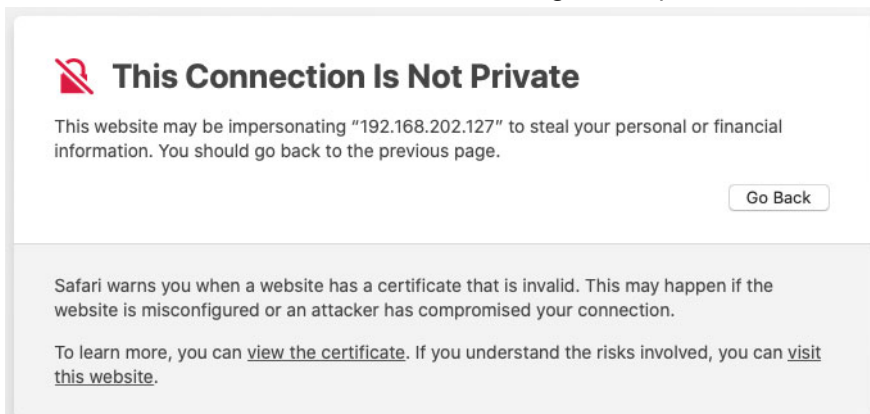 This Connection Is Not Private
This website may be impersonating “192.168.202.127” to steal your personal or financial
information. You should go back to the previous page.
Go Back
Safari warns you when a website has a certificate that is invalid. This may happen if the
website is misconfigured or an attacker has compromised your connection.
To learn more, you can view the certificate. If you understand the risks involved, you can visit
this website.